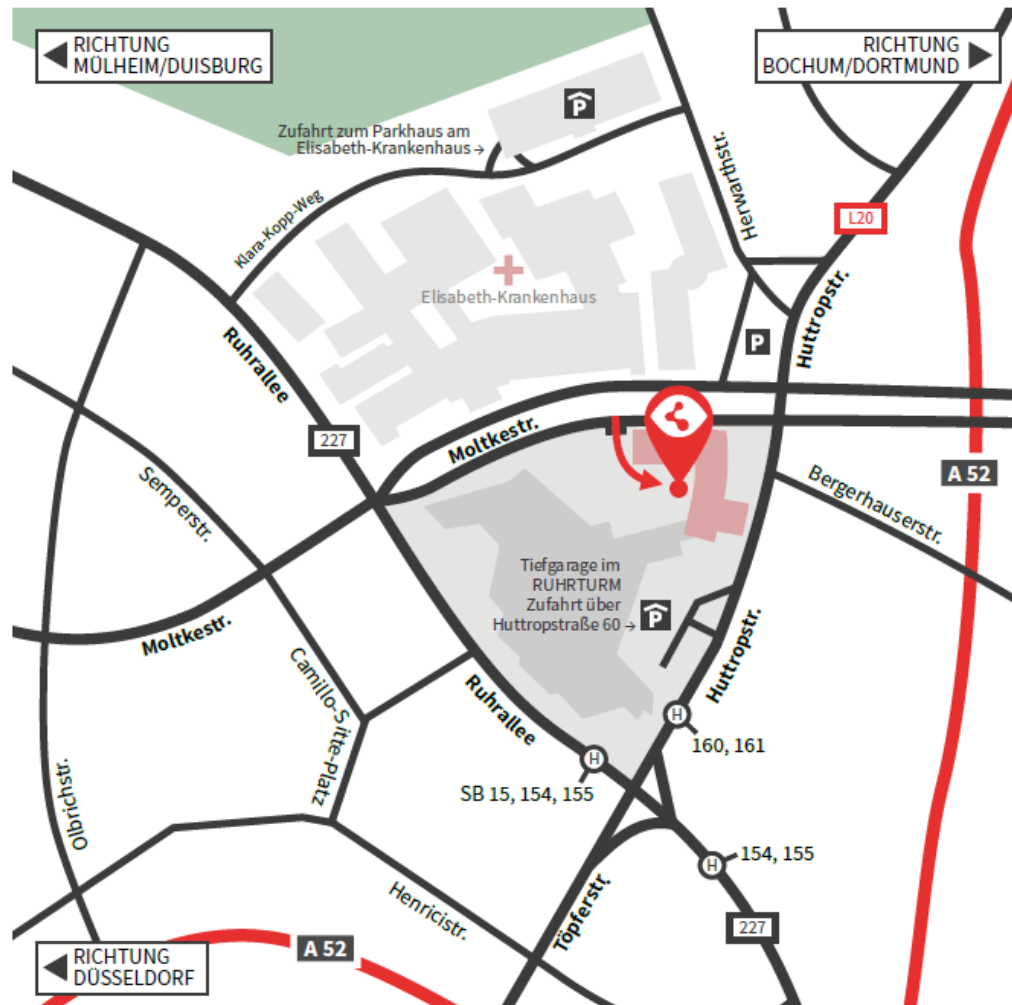 RICHTUNG
MÜLHEIM/DUISBURG
RICHTUNG
BOCHUM/DORTMUND
P
Zufahrt zum Parkhaus am
Elisabeth-Krankenhaus →
Herwarthstr.
Klara-Kopp-Weg
L20
Elisabeth-Krankenhaus
Huttropstr.
Ruhrallee
P
227
Moltkestr.
A 52
Bergerhauserstr.
Semperstr.
Tiefgarage im
RUHRTURM
Zufahrt über
Huttropstraße 60 →
P
Moltkestr.
Huttropstr.
Camillo-Sitte-Platz
Ruhrallee
H
160, 161
H
SB 15, 154, 155
Olbrichstr.
H
154, 155
Henricistr.
Töpferstr.
227
A 52
RICHTUNG
DÜSSELDORF